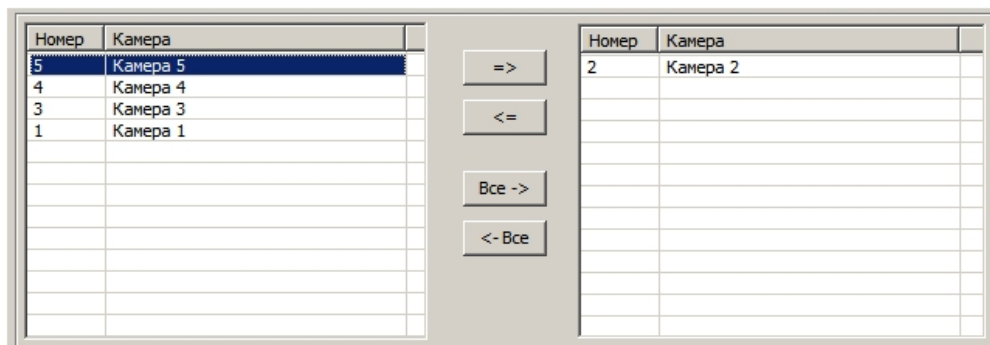 Номер Камера
5 Камера 5
4 Камера 4
3 Камера 3
1 Камера 1
=>
<=
Все ->
<- Все
Номер Камера
2 Камера 2